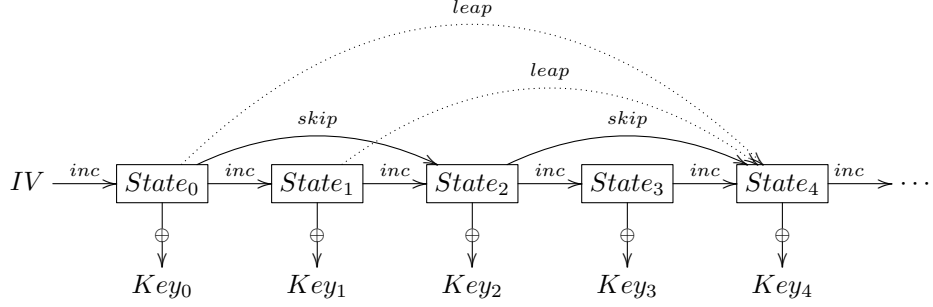 leap
leap
skip skip
IV inc State₀ inc State₁ inc State₂ inc State₃ inc State₄ inc ⋯
⊕ ⊕ ⊕ ⊕ ⊕
Key₀ Key₁ Key₂ Key₃ Key₄